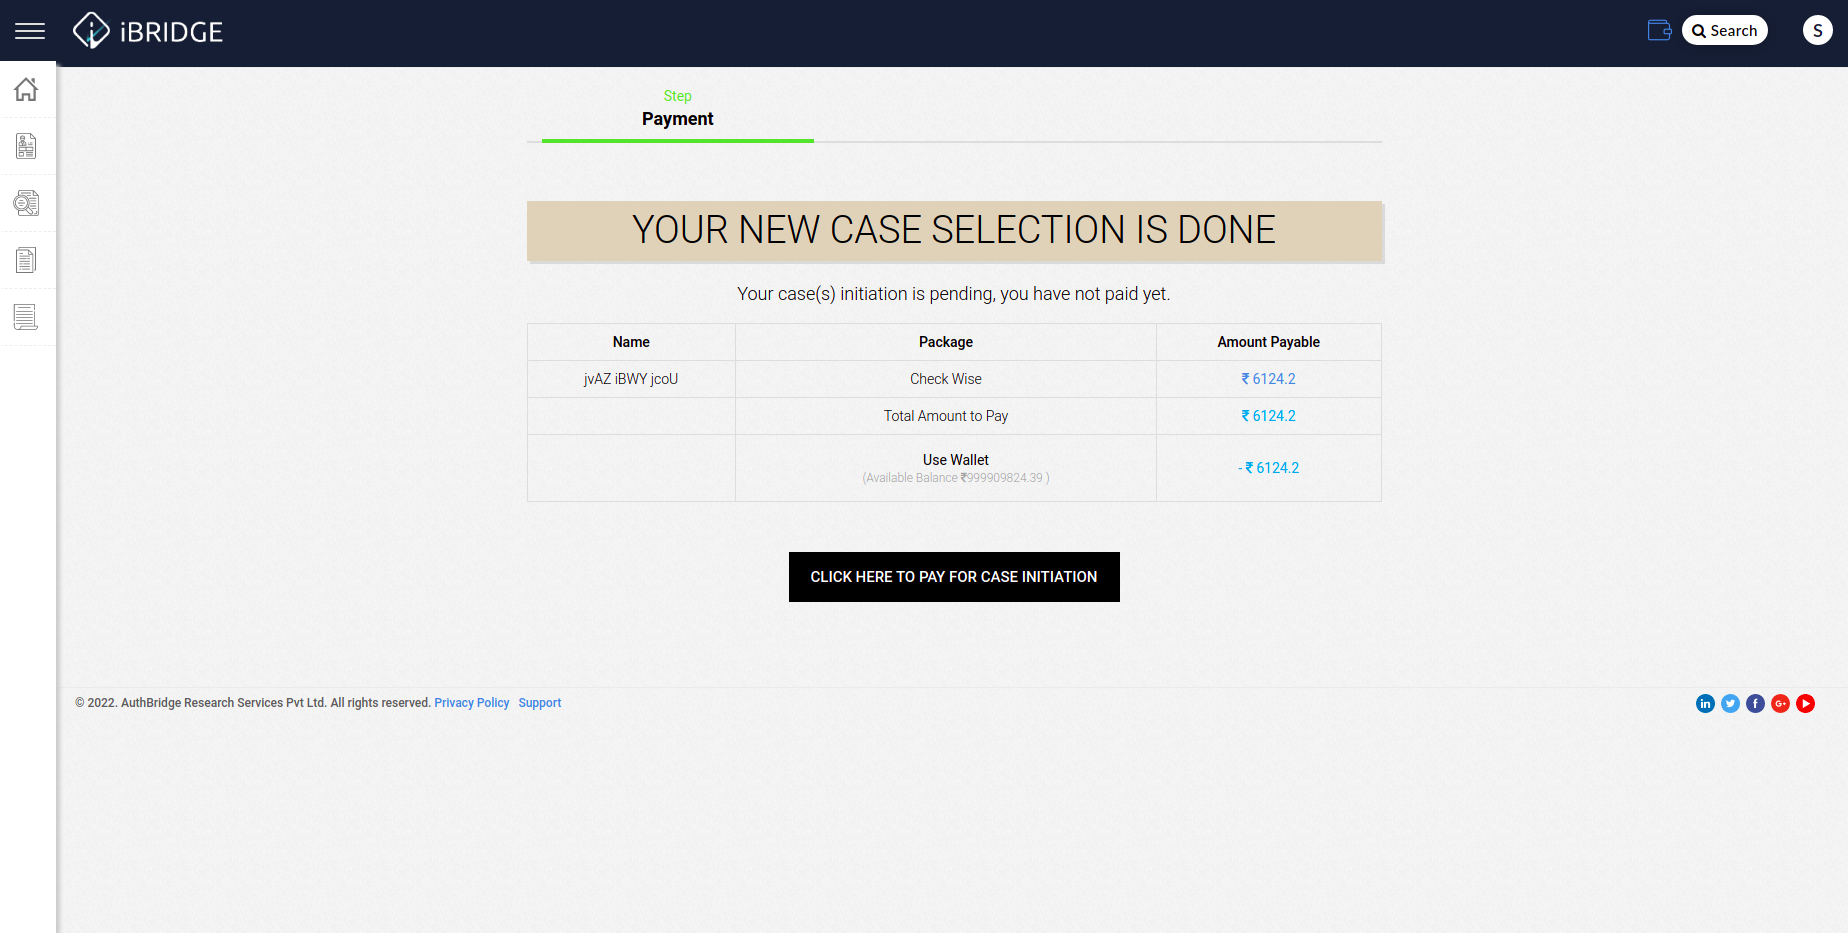 iBRIDGE
Search
S
Step
Payment
YOUR NEW CASE SELECTION IS DONE
Your case(s) initiation is pending, you have not paid yet.
Name Package Amount Payable
jvAZ iBWY jcoU Check Wise ₹ 6124.2
Total Amount to Pay ₹ 6124.2
Use Wallet
(Available Balance ₹999909824.39 )
- ₹ 6124.2
CLICK HERE TO PAY FOR CASE INITIATION
© 2022. AuthBridge Research Services Pvt Ltd. All rights reserved. Privacy Policy Support
in f G+